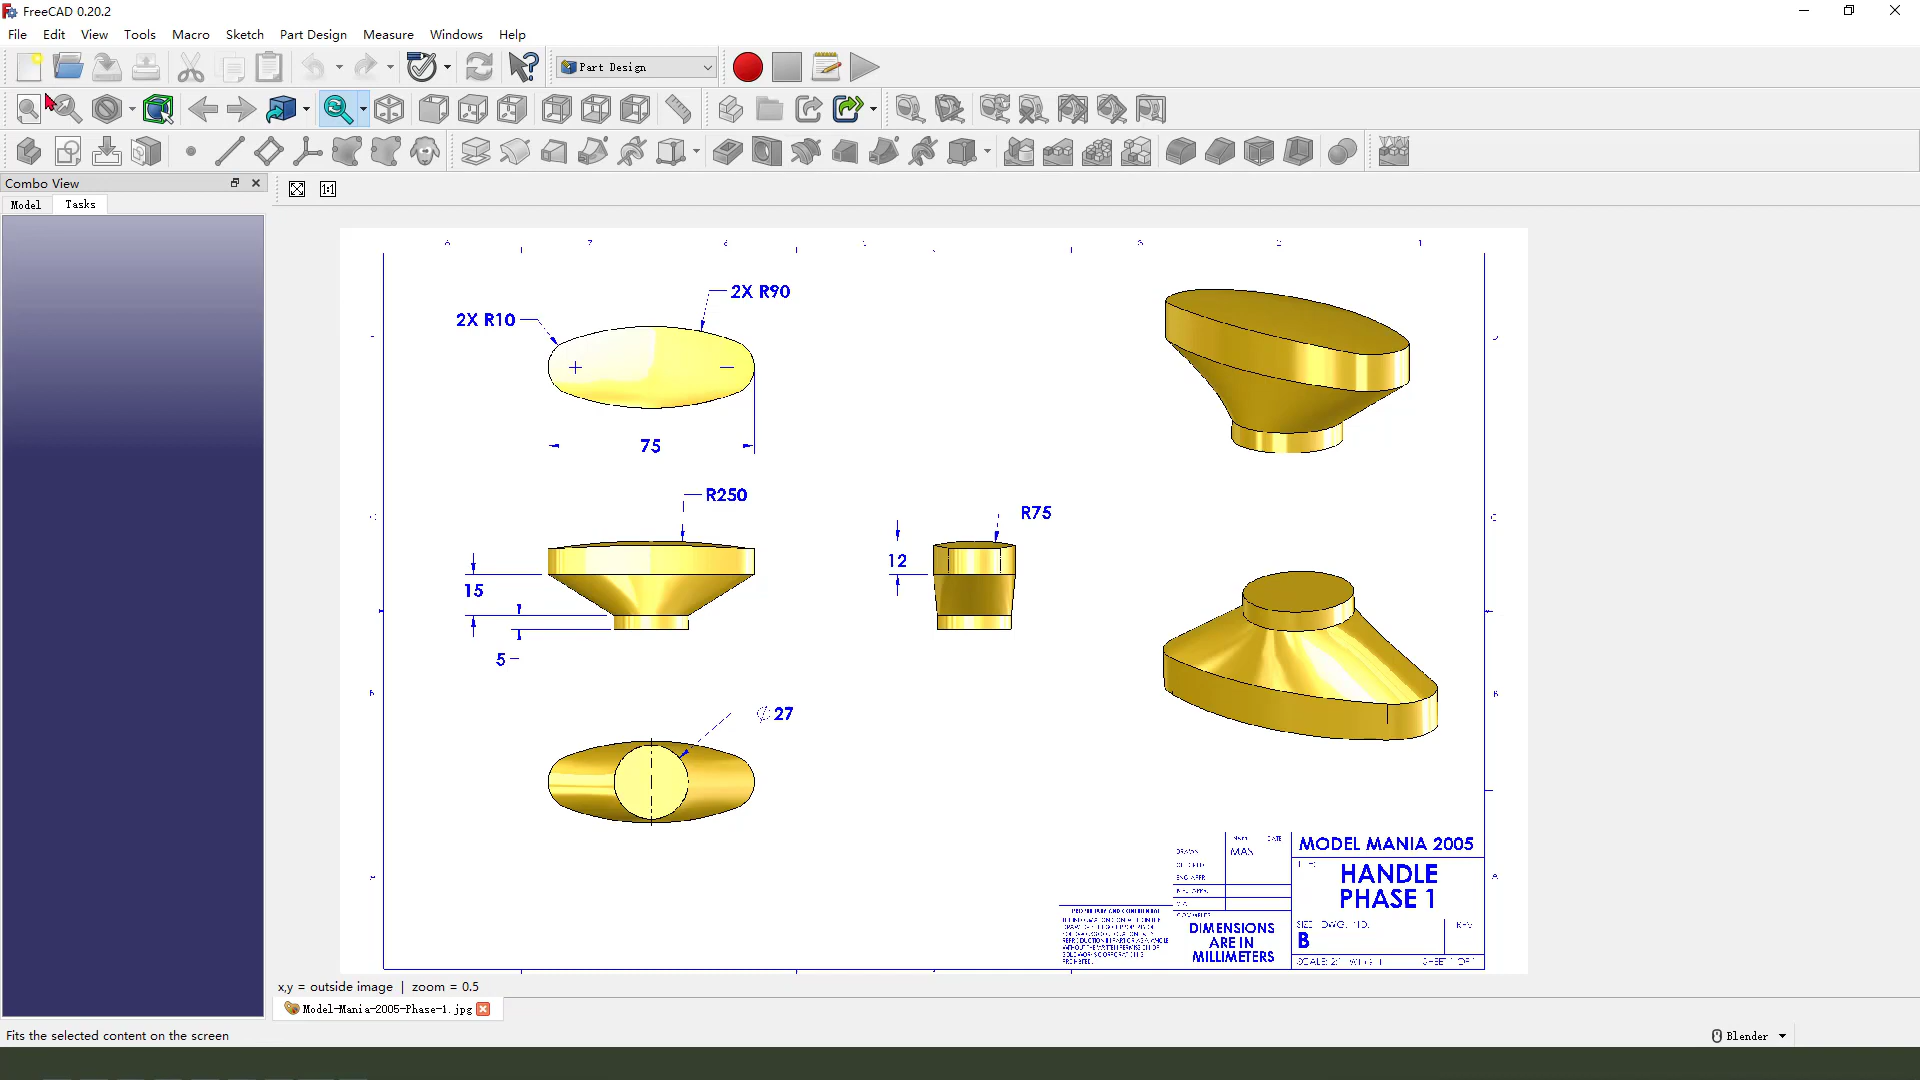 FreeCAD 0.20.2
File Edit View Tools Macro Sketch Part Design Measure Windows Help
Part Design
Combo View
Model Tasks
1:1
2X R90
2X R10
75
R250
R75
12
15
5
27
MODEL MANIA 2005
HANDLE
PHASE 1
MAS
DIMENSIONS
ARE IN
MILLIMETERS
B
x,y = outside image | zoom = 0.5
Model-Mania-2005-Phase-1.jpg
Fits the selected content on the screen
Blender